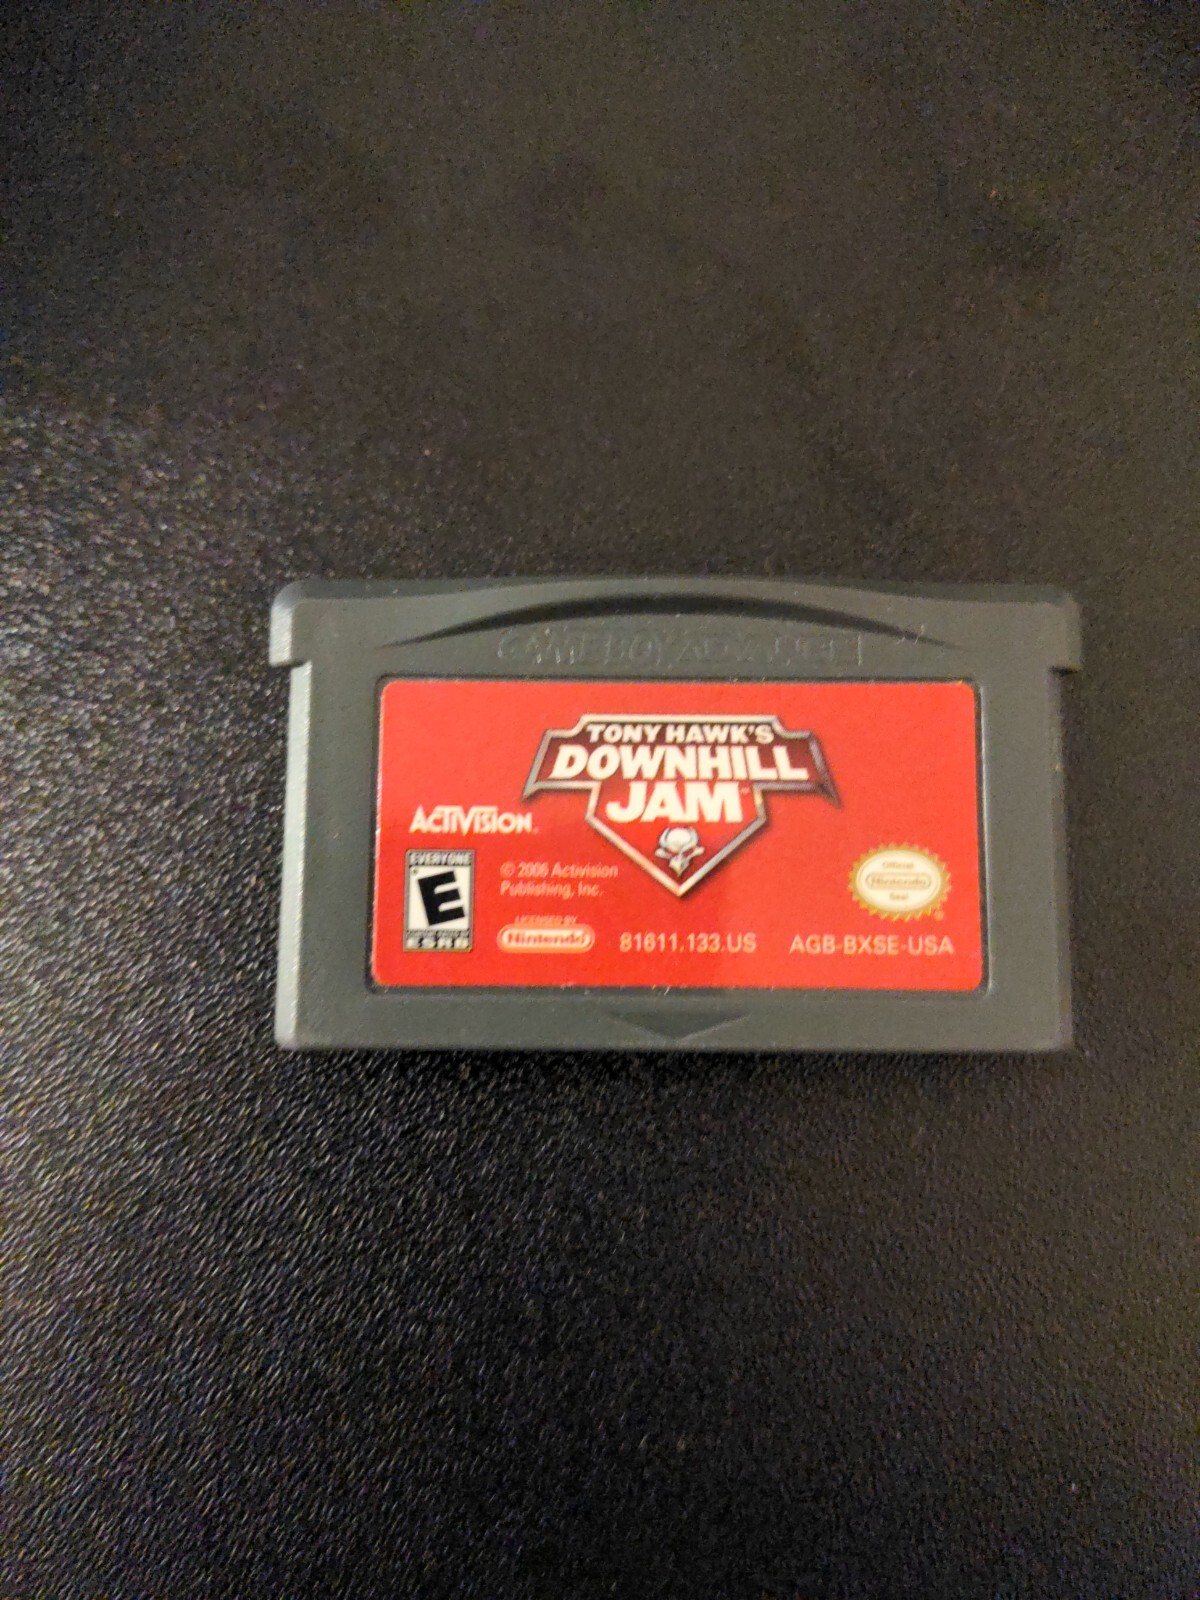 GAME BOY ADVANCE
TONY HAWK'S
DOWNHILL
JAM
ACTIVISION
EVERYONE
E
ESRB
© 2006 Activision
Publishing, Inc.
LICENSED BY
Nintendo
81611.133.US
AGB-BXSE-USA
Official
Nintendo
Seal